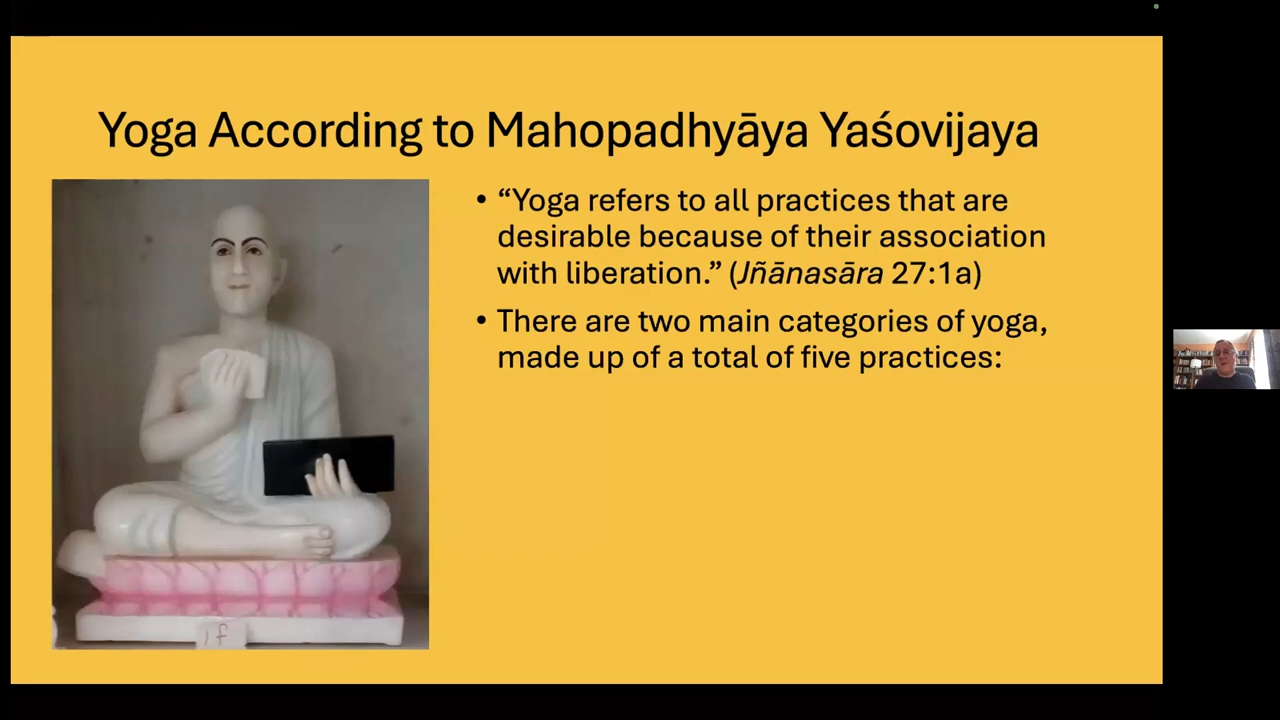 Yoga According to Mahopadhyāya Yaśovijaya
• “Yoga refers to all practices that are
desirable because of their association
with liberation.” (Jñānasāra 27:1a)
• There are two main categories of yoga,
made up of a total of five practices: